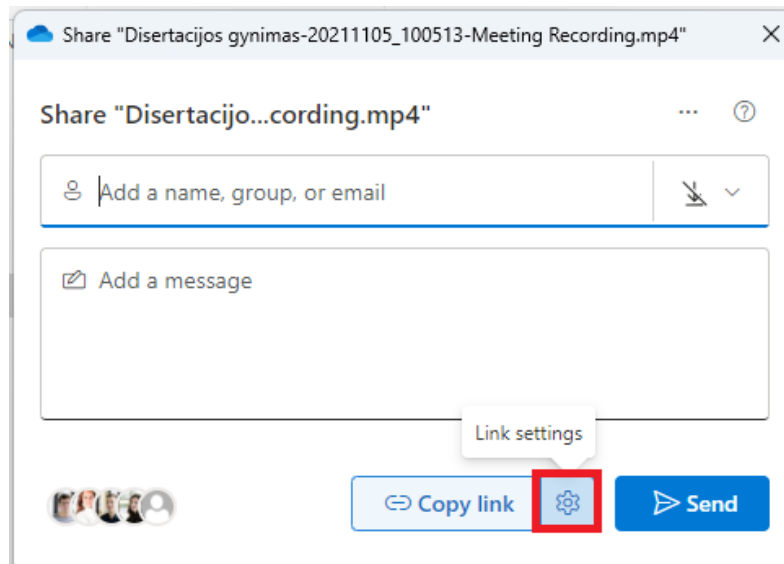 Share "Disertacijos gynimas-20211105_100513-Meeting Recording.mp4"
Share "Disertacijo...cording.mp4"
Add a name, group, or email
Add a message
Link settings
Copy link
Send